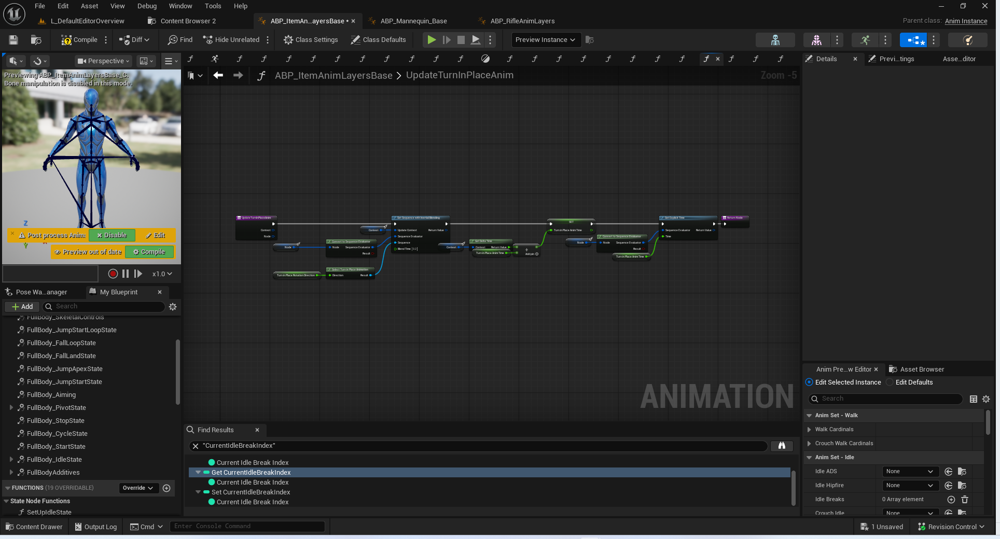 File Edit Asset View Debug Window Tools Help
L_DefaultEditorOverview
Content Browser 2
ABP_ItemAn...ayersBase *
ABP_Mannequin_Base
ABP_RifleAnimLayers
Parent class: Anim Instance
Compile
Diff
Find
Hide Unrelated
Class Settings
Class Defaults
Preview Instance
Perspective
Previewing ABP_ItemAnimLayersBase_C.
Bone manipulation is disabled in this mode.
Z
Y
Post process Anim
Disable
Edit
Preview out of date
Compile
x1.0
Pose Wa...anager
My Blueprint
Add
Search
FullBody_SkeletalControls
FullBody_JumpStartLoopState
FullBody_FallLoopState
FullBody_FallLandState
FullBody_JumpApexState
FullBody_JumpStartState
FullBody_Aiming
FullBody_PivotState
FullBody_StopState
FullBody_CycleState
FullBody_StartState
FullBody_IdleState
FullBodyAdditives
FUNCTIONS (19 OVERRIDABLE)
Override
State Node Functions
SetUpIdleState
ABP_ItemAnimLayersBase > UpdateTurnInPlaceAnim
Zoom -5
UpdateTurnInPlaceAnim
Context
Node
Node
Convert to Sequence Evaluator
Node
Sequence Evaluator
Result
Turn in Place Rotation Direction
Select Turn in Place Animation
Direction
Result
Context
Set Sequence with Inertial Blending
Update Context
Return Value
Sequence Evaluator
Sequence
Blend Time 0.2
Context
Get Delta Time
Context
Return Value
Turn in Place Anim Time
Add pin
SET
Turn in Place Anim Time
Node
Convert to Sequence Evaluator
Node
Sequence Evaluator
Result
Turn in Place Anim Time
Set Explicit Time
Sequence Evaluator
Return Value
Time
Return Node
ANIMATION
Find Results
"CurrentIdleBreakIndex"
Current Idle Break Index
Get CurrentIdleBreakIndex
Current Idle Break Index
Set CurrentIdleBreakIndex
Current Idle Break Index
Details
Previ...tings
Asse...ditor
Anim Pre...w Editor
Asset Browser
Edit Selected Instance
Edit Defaults
Search
Anim Set - Walk
Walk Cardinals
Crouch Walk Cardinals
Anim Set - Idle
Idle ADS
None
Idle Hipfire
None
Idle Breaks
0 Array element
Crouch Idle
None
Content Drawer
Output Log
Cmd
Enter Console Command
1 Unsaved
Revision Control